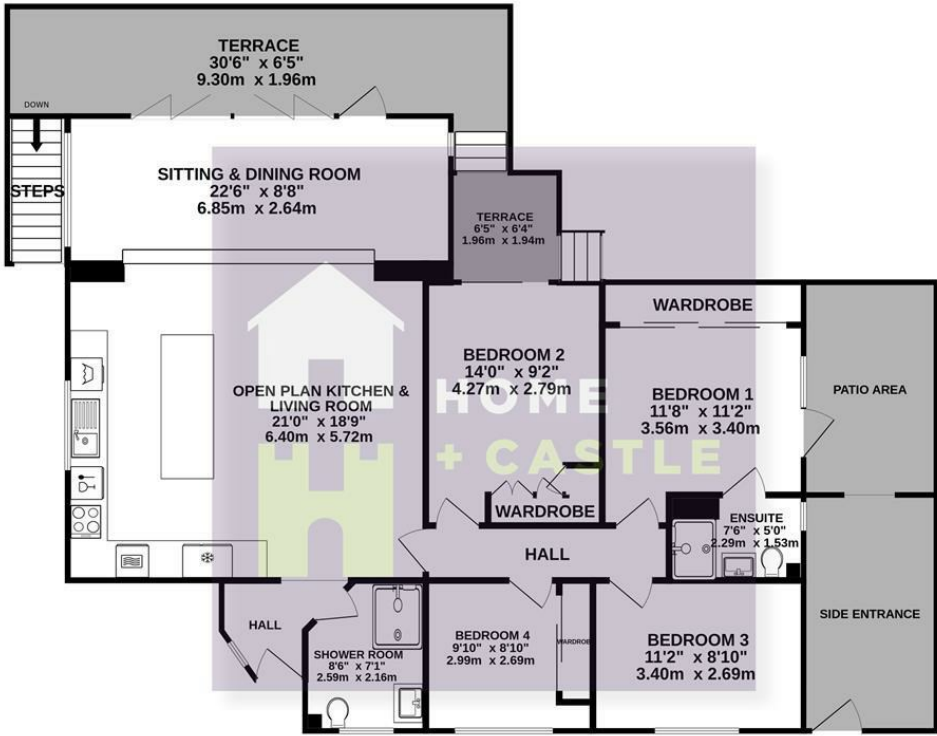 TERRACE
30'6" x 6'5"
9.30m x 1.96m
DOWN
STEPS
SITTING & DINING ROOM
22'6" x 8'8"
6.85m x 2.64m
TERRACE
6'5" x 6'4"
1.96m x 1.94m
WARDROBE
BEDROOM 2
14'0" x 9'2"
4.27m x 2.79m
OPEN PLAN KITCHEN &
LIVING ROOM
21'0" x 18'9"
6.40m x 5.72m
BEDROOM 1
11'8" x 11'2"
3.56m x 3.40m
PATIO AREA
HOME
+ CASTLE
WARDROBE
ENSUITE
7'6" x 5'0"
2.29m x 1.53m
HALL
HALL
SHOWER ROOM
8'6" x 7'1"
2.59m x 2.16m
BEDROOM 4
9'10" x 8'10"
2.99m x 2.69m
WARDROBE
BEDROOM 3
11'2" x 8'10"
3.40m x 2.69m
SIDE ENTRANCE